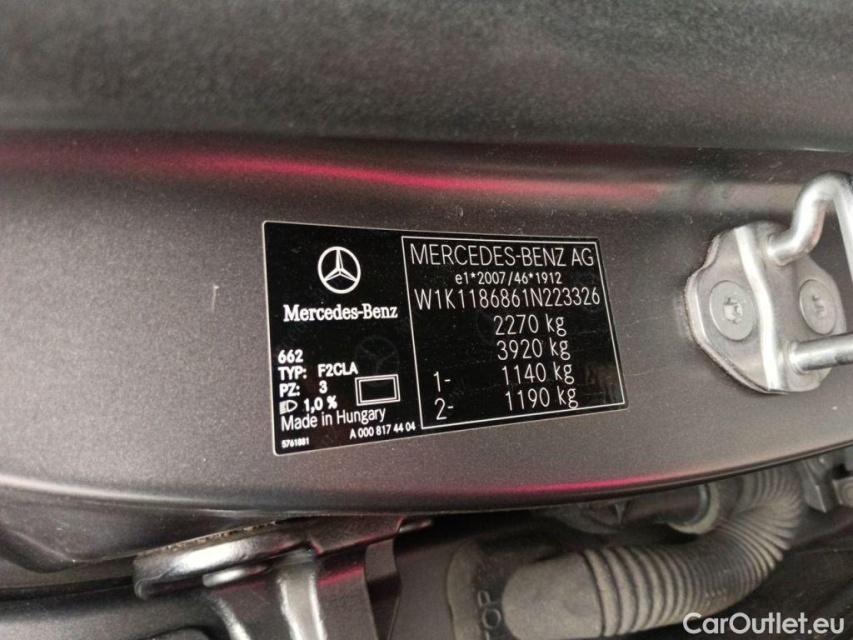 Mercedes-Benz
662
TYP: F2CLA
PZ: 3
1,0 %
Made in Hungary
5761881
A 000 817 44 04
MERCEDES-BENZ AG
e1*2007/46*1912
W1K1186861N223326
2270 kg
3920 kg
1- 1140 kg
2- 1190 kg
CarOutlet.eu